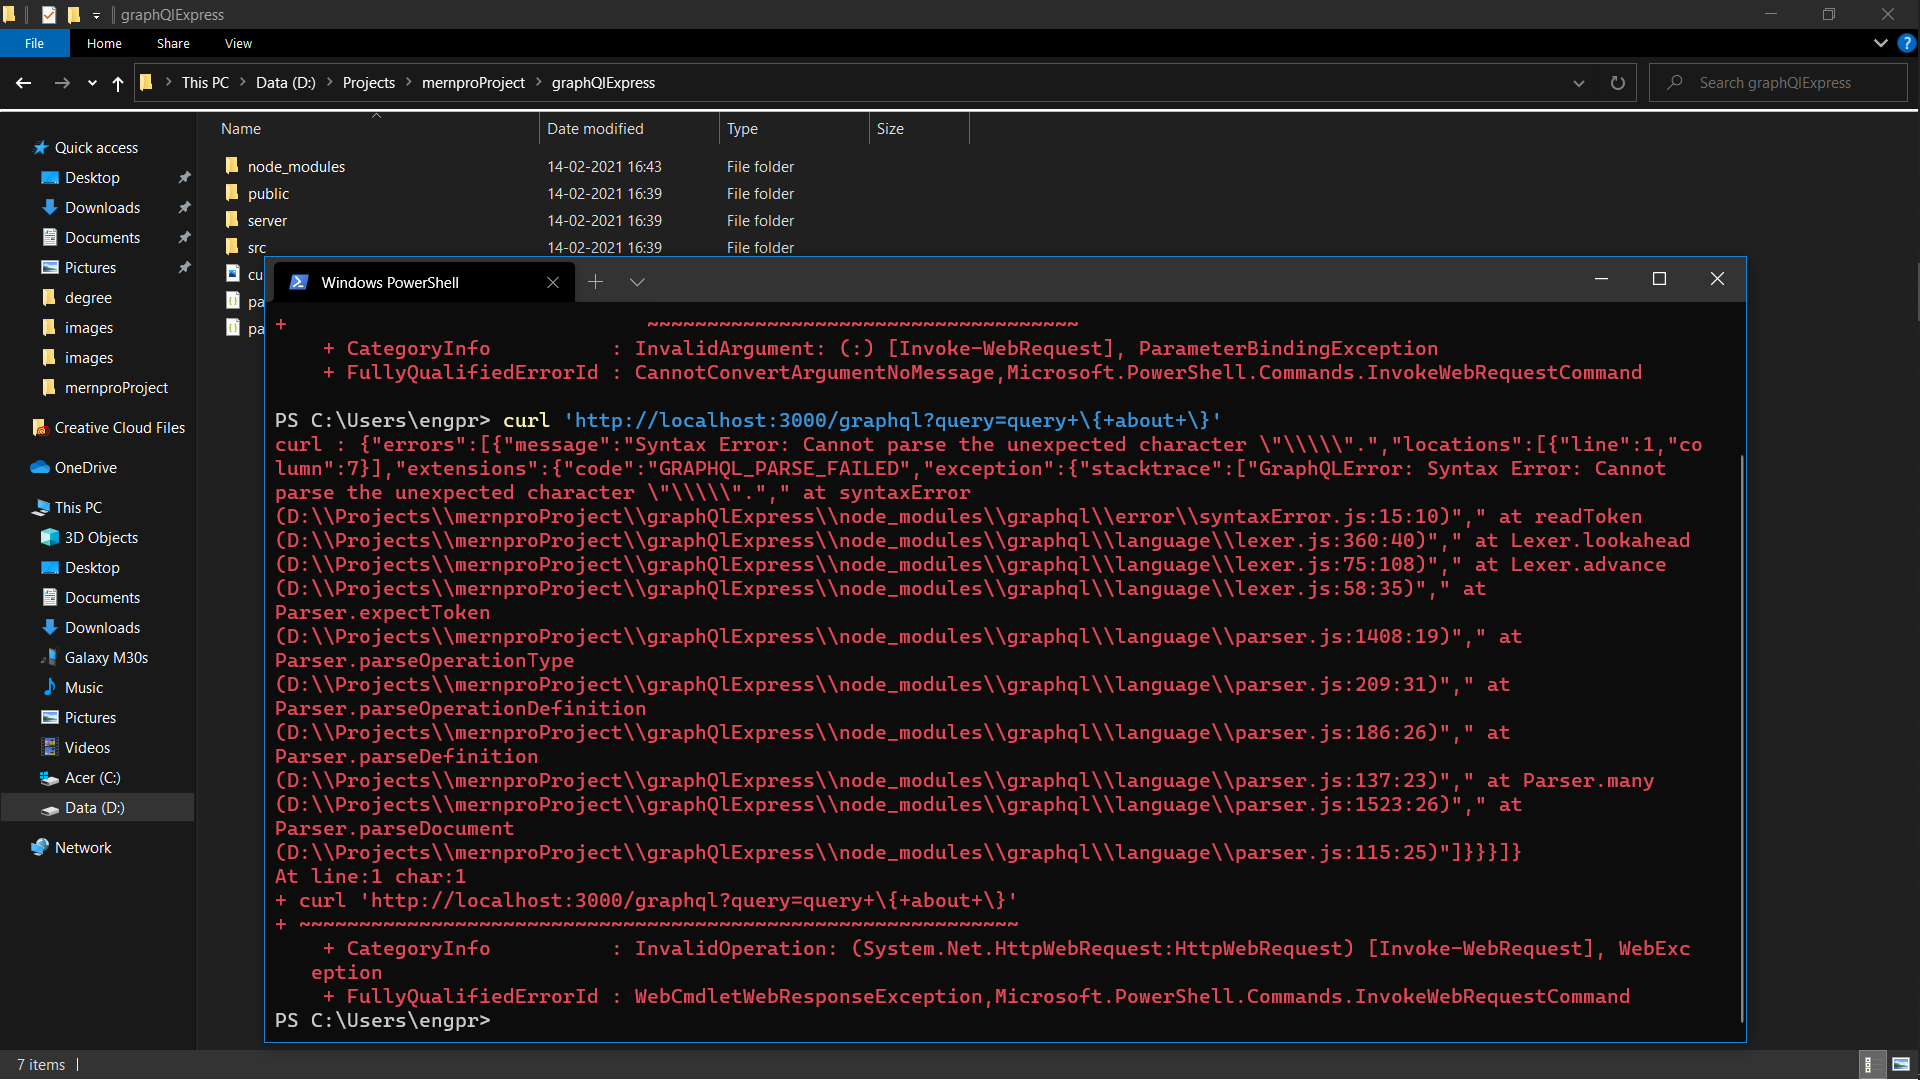 graphQlExpress
File Home Share View
This PC > Data (D:) > Projects > mernproProject > graphQlExpress
Search graphQlExpress
Name Date modified Type Size
Quick access
Desktop
Downloads
Documents
Pictures
degree
images
images
mernproProject
Creative Cloud Files
OneDrive
This PC
3D Objects
Desktop
Documents
Downloads
Galaxy M30s
Music
Pictures
Videos
Acer (C:)
Data (D:)
Network
node_modules 14-02-2021 16:43 File folder
public 14-02-2021 16:39 File folder
server 14-02-2021 16:39 File folder
src 14-02-2021 16:39 File folder
cu
pa
pa
Windows PowerShell
+ ~~~~~~~~~~~~~~~~~~~~~~~~~~~~~~~~~~~~
+ CategoryInfo : InvalidArgument: (:) [Invoke-WebRequest], ParameterBindingException
+ FullyQualifiedErrorId : CannotConvertArgumentNoMessage,Microsoft.PowerShell.Commands.InvokeWebRequestCommand
PS C:\Users\engpr> curl 'http://localhost:3000/graphql?query=query+\{+about+\}'
curl : {"errors":[{"message":"Syntax Error: Cannot parse the unexpected character \"\\\\\".","locations":[{"line":1,"co
lumn":7}],"extensions":{"code":"GRAPHQL_PARSE_FAILED","exception":{"stacktrace":["GraphQLError: Syntax Error: Cannot
parse the unexpected character \"\\\\\"."," at syntaxError
(D:\\Projects\\mernproProject\\graphQlExpress\\node_modules\\graphql\\error\\syntaxError.js:15:10)"," at readToken
(D:\\Projects\\mernproProject\\graphQlExpress\\node_modules\\graphql\\language\\lexer.js:360:40)"," at Lexer.lookahead
(D:\\Projects\\mernproProject\\graphQlExpress\\node_modules\\graphql\\language\\lexer.js:75:108)"," at Lexer.advance
(D:\\Projects\\mernproProject\\graphQlExpress\\node_modules\\graphql\\language\\lexer.js:58:35)"," at
Parser.expectToken
(D:\\Projects\\mernproProject\\graphQlExpress\\node_modules\\graphql\\language\\parser.js:1408:19)"," at
Parser.parseOperationType
(D:\\Projects\\mernproProject\\graphQlExpress\\node_modules\\graphql\\language\\parser.js:209:31)"," at
Parser.parseOperationDefinition
(D:\\Projects\\mernproProject\\graphQlExpress\\node_modules\\graphql\\language\\parser.js:186:26)"," at
Parser.parseDefinition
(D:\\Projects\\mernproProject\\graphQlExpress\\node_modules\\graphql\\language\\parser.js:137:23)"," at Parser.many
(D:\\Projects\\mernproProject\\graphQlExpress\\node_modules\\graphql\\language\\parser.js:1523:26)"," at
Parser.parseDocument
(D:\\Projects\\mernproProject\\graphQlExpress\\node_modules\\graphql\\language\\parser.js:115:25)"]}}}]}
At line:1 char:1
+ curl 'http://localhost:3000/graphql?query=query+\{+about+\}'
+ ~~~~~~~~~~~~~~~~~~~~~~~~~~~~~~~~~~~~~~~~~~~~~~~~~~~~~~~~~~~~
+ CategoryInfo : InvalidOperation: (System.Net.HttpWebRequest:HttpWebRequest) [Invoke-WebRequest], WebExc
eption
+ FullyQualifiedErrorId : WebCmdletWebResponseException,Microsoft.PowerShell.Commands.InvokeWebRequestCommand
PS C:\Users\engpr>
7 items